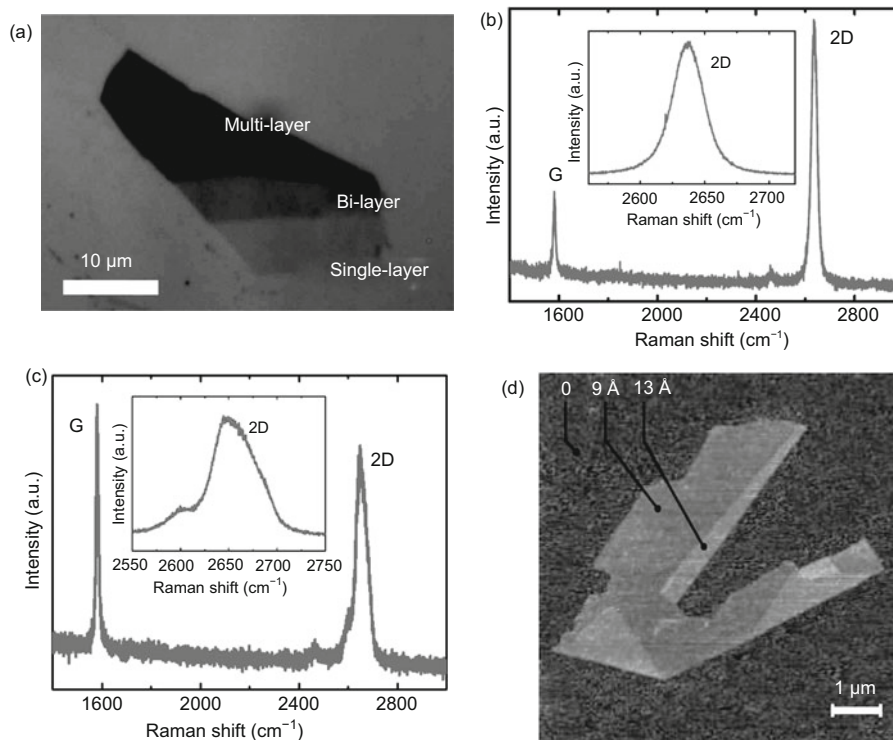 (a)
Multi-layer
Bi-layer
Single-layer
10 μm
(b)
2D
G
Intensity (a.u.)
1600 2000 2400 2800
Raman shift (cm⁻¹)
2D
Intensity (a.u.)
2600 2650 2700
Raman shift (cm⁻¹)
(c)
G
2D
Intensity (a.u.)
1600 2000 2400 2800
Raman shift (cm⁻¹)
2D
Intensity (a.u.)
2550 2600 2650 2700 2750
Raman shift (cm⁻¹)
(d)
0 9 Å 13 Å
1 μm